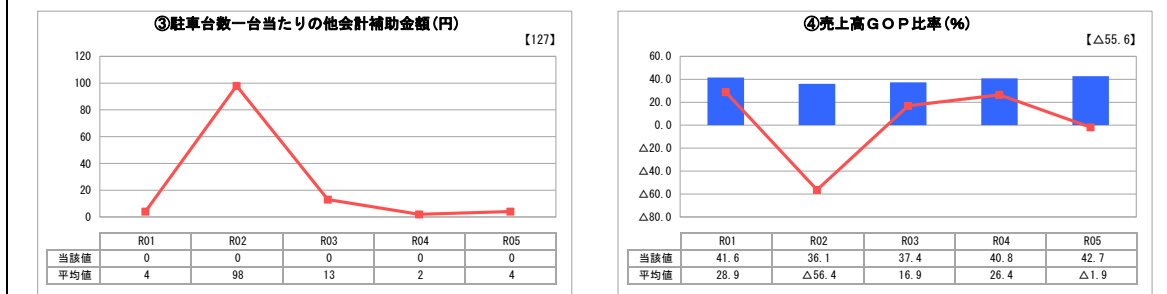 ③駐車台数一台当たりの他会計補助金額(円)
【127】
120
100
80
60
40
20
0
R01 R02 R03 R04 R05
当該値 0 0 0 0 0
平均値 4 98 13 2 4
④売上高GOP比率(%)
【△55.6】
60.0
40.0
20.0
0.0
△20.0
△40.0
△60.0
△80.0
R01 R02 R03 R04 R05
当該値 41.6 36.1 37.4 40.8 42.7
平均値 28.9 △56.4 16.9 26.4 △1.9